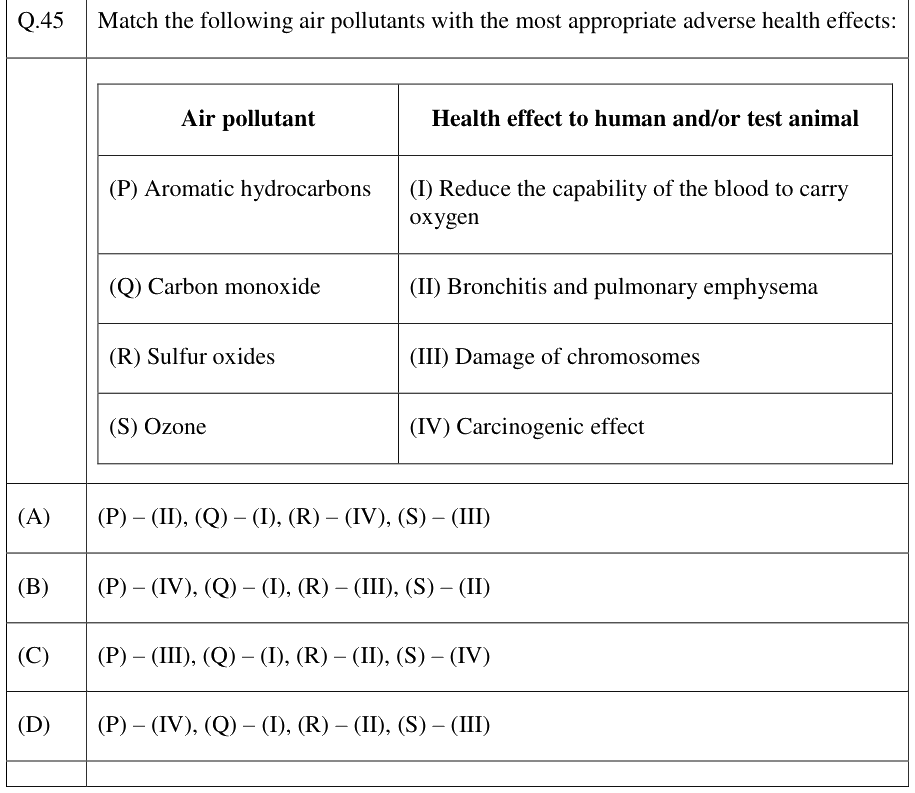 Q.45 Match the following air pollutants with the most appropriate adverse health effects:
Air pollutant Health effect to human and/or test animal
(P) Aromatic hydrocarbons (I) Reduce the capability of the blood to carry
oxygen
(Q) Carbon monoxide (II) Bronchitis and pulmonary emphysema
(R) Sulfur oxides (III) Damage of chromosomes
(S) Ozone (IV) Carcinogenic effect
(A) (P) – (II), (Q) – (I), (R) – (IV), (S) – (III)
(B) (P) – (IV), (Q) – (I), (R) – (III), (S) – (II)
(C) (P) – (III), (Q) – (I), (R) – (II), (S) – (IV)
(D) (P) – (IV), (Q) – (I), (R) – (II), (S) – (III)